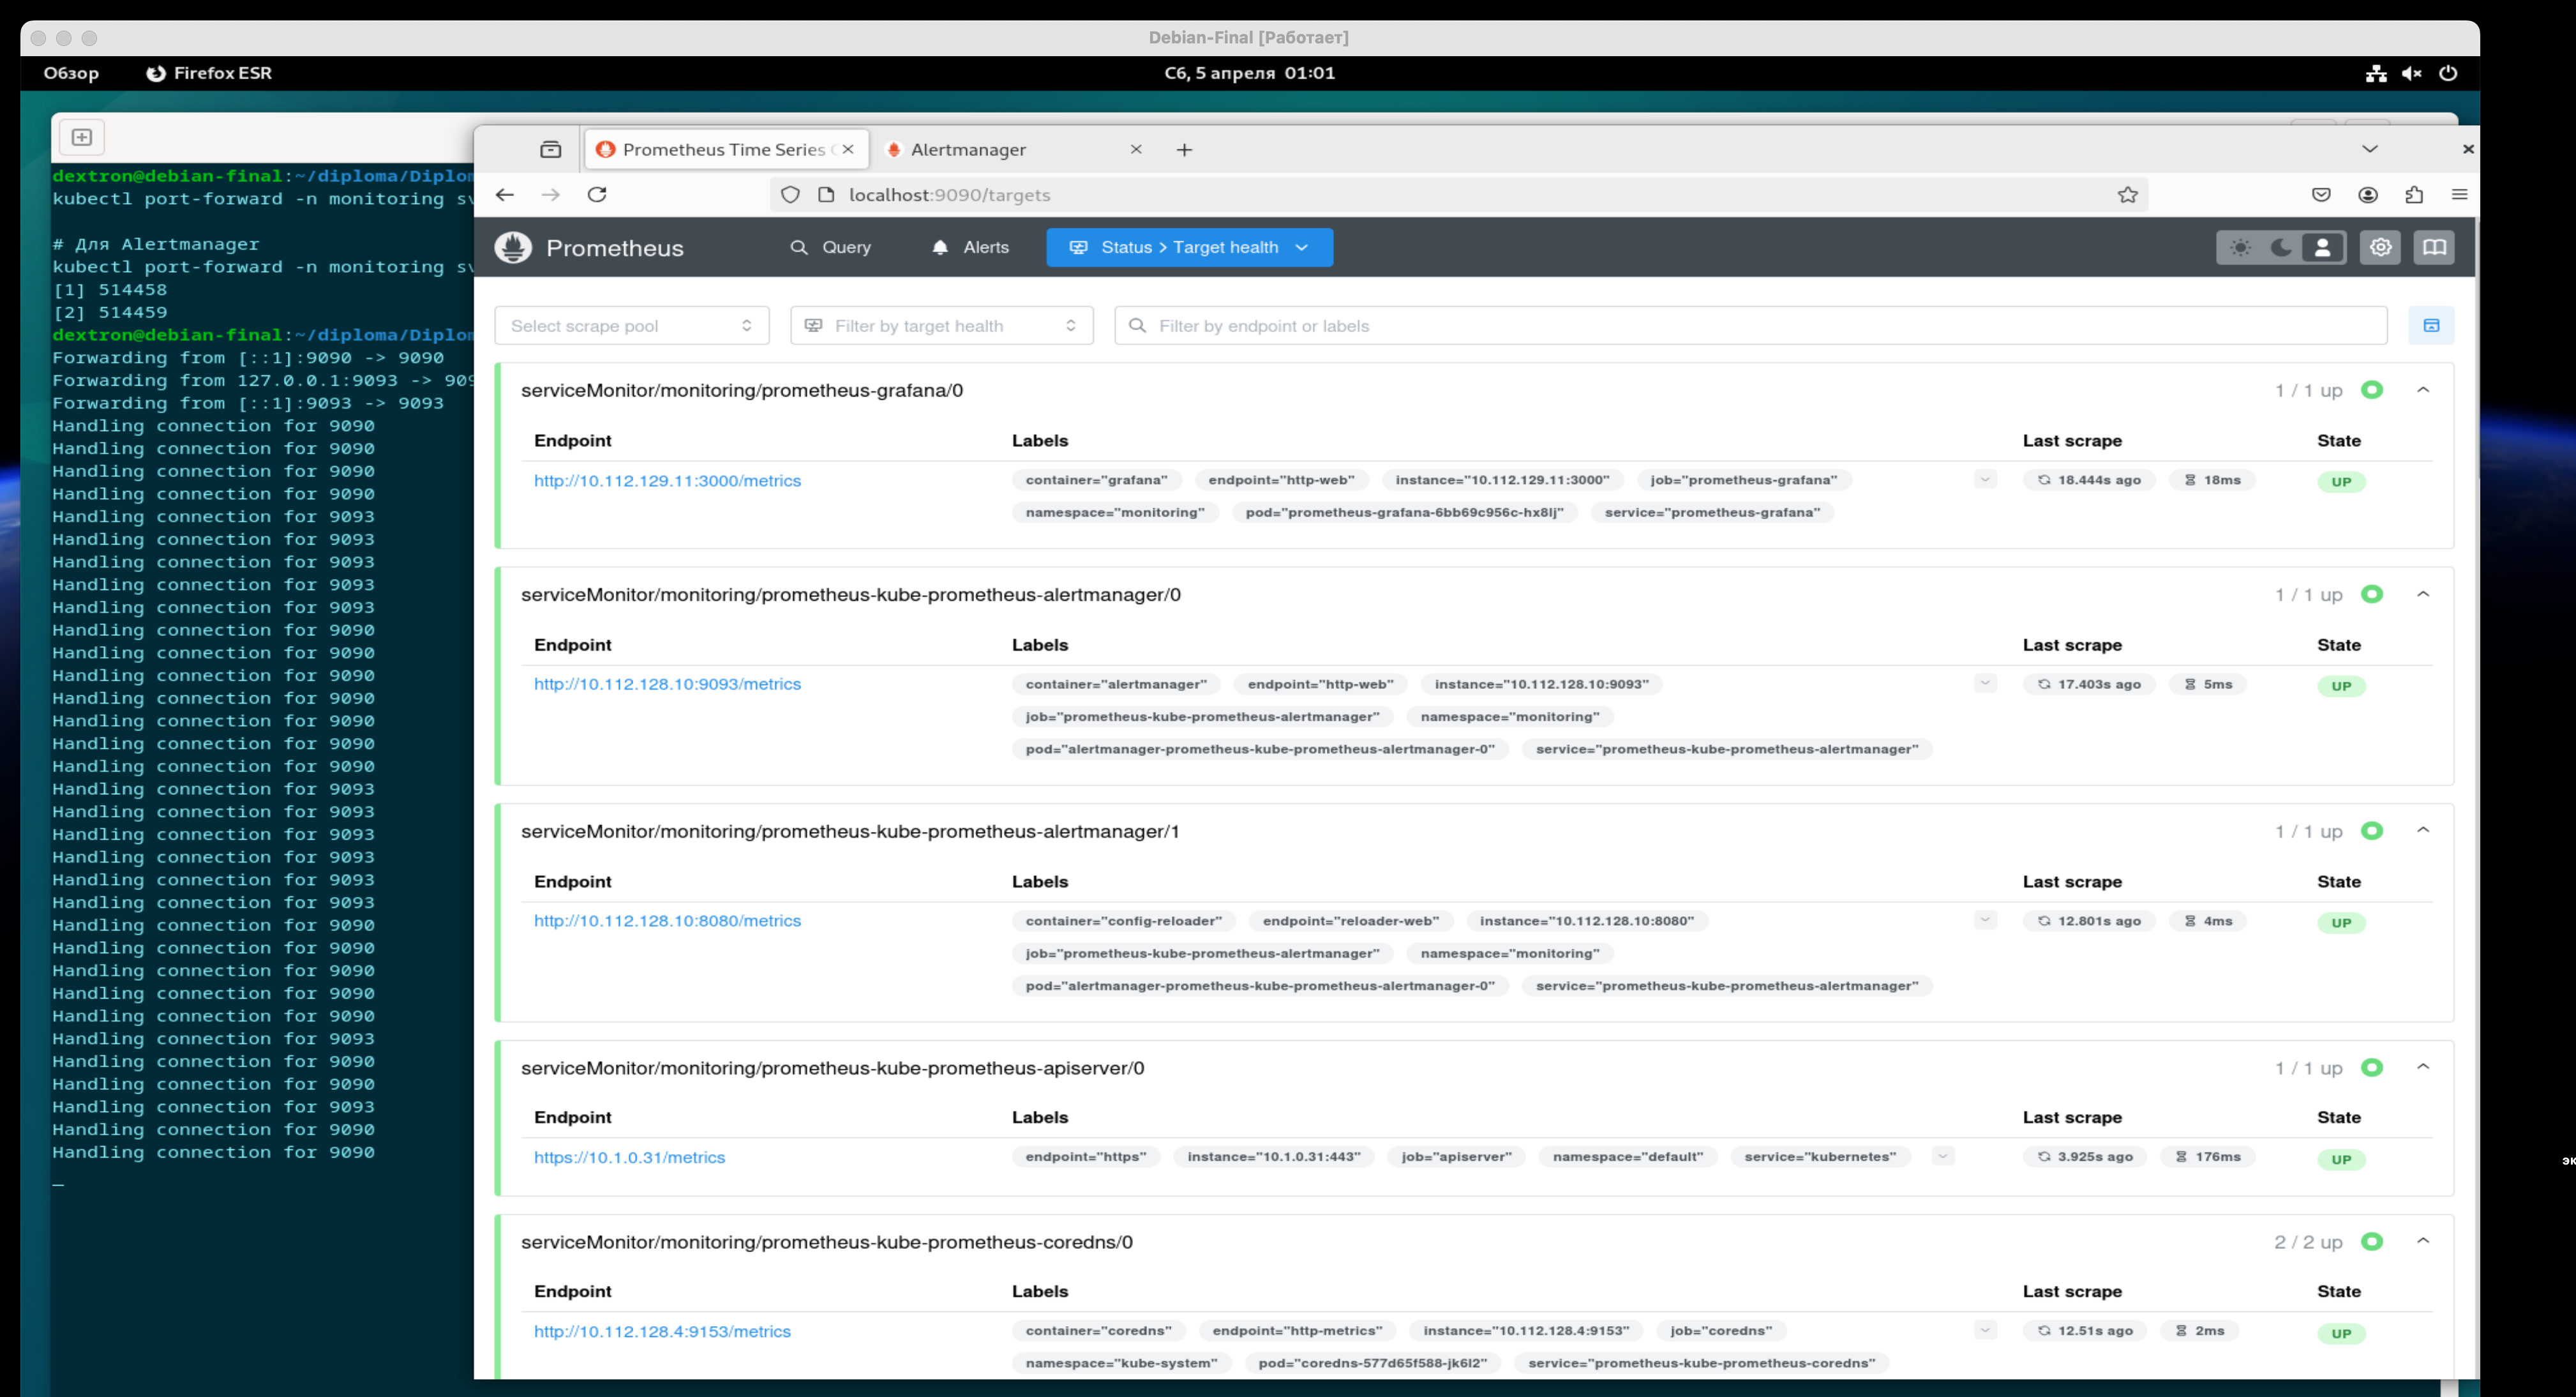 Debian-Final [Работает]
Обзор Firefox ESR Сб, 5 апреля 01:01
dextron@debian-final:~/diploma/Diplom
kubectl port-forward -n monitoring sv
# Для Alertmanager
kubectl port-forward -n monitoring sv
[1] 514458
[2] 514459
dextron@debian-final:~/diploma/Diplom
Forwarding from [::1]:9090 -> 9090
Forwarding from 127.0.0.1:9093 -> 909
Forwarding from [::1]:9093 -> 9093
Handling connection for 9090
Handling connection for 9090
Handling connection for 9090
Handling connection for 9090
Handling connection for 9093
Handling connection for 9093
Handling connection for 9093
Handling connection for 9093
Handling connection for 9093
Handling connection for 9090
Handling connection for 9090
Handling connection for 9090
Handling connection for 9090
Handling connection for 9090
Handling connection for 9090
Handling connection for 9090
Handling connection for 9093
Handling connection for 9093
Handling connection for 9093
Handling connection for 9093
Handling connection for 9093
Handling connection for 9093
Handling connection for 9090
Handling connection for 9090
Handling connection for 9090
Handling connection for 9090
Handling connection for 9090
Handling connection for 9093
Handling connection for 9090
Handling connection for 9090
Handling connection for 9093
Handling connection for 9090
Handling connection for 9090
Prometheus Time Series Alertmanager
localhost:9090/targets
Prometheus Query Alerts Status > Target health
Select scrape pool Filter by target health Filter by endpoint or labels
serviceMonitor/monitoring/prometheus-grafana/0 1 / 1 up
Endpoint Labels Last scrape State
http://10.112.129.11:3000/metrics container="grafana" endpoint="http-web" instance="10.112.129.11:3000" job="prometheus-grafana" 18.444s ago 18ms UP
namespace="monitoring" pod="prometheus-grafana-6bb69c956c-hx8lj" service="prometheus-grafana"
serviceMonitor/monitoring/prometheus-kube-prometheus-alertmanager/0 1 / 1 up
Endpoint Labels Last scrape State
http://10.112.128.10:9093/metrics container="alertmanager" endpoint="http-web" instance="10.112.128.10:9093" 17.403s ago 5ms UP
job="prometheus-kube-prometheus-alertmanager" namespace="monitoring"
pod="alertmanager-prometheus-kube-prometheus-alertmanager-0" service="prometheus-kube-prometheus-alertmanager"
serviceMonitor/monitoring/prometheus-kube-prometheus-alertmanager/1 1 / 1 up
Endpoint Labels Last scrape State
http://10.112.128.10:8080/metrics container="config-reloader" endpoint="reloader-web" instance="10.112.128.10:8080" 12.801s ago 4ms UP
job="prometheus-kube-prometheus-alertmanager" namespace="monitoring"
pod="alertmanager-prometheus-kube-prometheus-alertmanager-0" service="prometheus-kube-prometheus-alertmanager"
serviceMonitor/monitoring/prometheus-kube-prometheus-apiserver/0 1 / 1 up
Endpoint Labels Last scrape State
https://10.1.0.31/metrics endpoint="https" instance="10.1.0.31:443" job="apiserver" namespace="default" service="kubernetes" 3.925s ago 176ms UP
serviceMonitor/monitoring/prometheus-kube-prometheus-coredns/0 2 / 2 up
Endpoint Labels Last scrape State
http://10.112.128.4:9153/metrics container="coredns" endpoint="http-metrics" instance="10.112.128.4:9153" job="coredns" 12.51s ago 2ms UP
namespace="kube-system" pod="coredns-577d65f588-jk6l2" service="prometheus-kube-prometheus-coredns"
эк